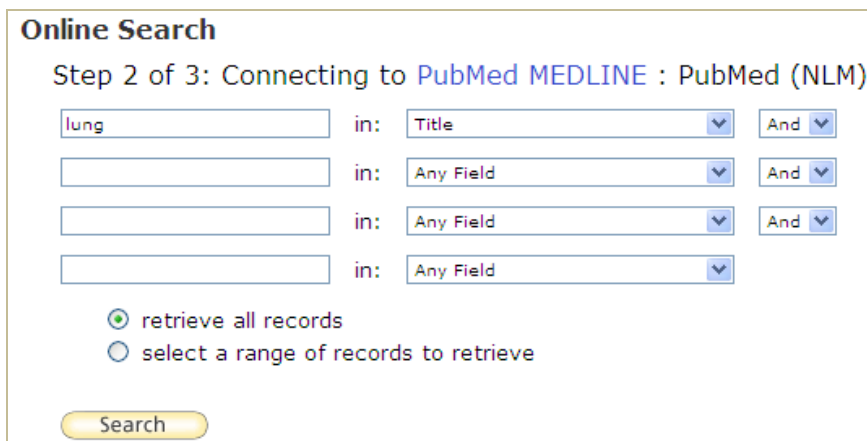 Online Search
Step 2 of 3: Connecting to PubMed MEDLINE : PubMed (NLM)
lung in: Title And
in: Any Field And
in: Any Field And
in: Any Field
retrieve all records
select a range of records to retrieve
Search